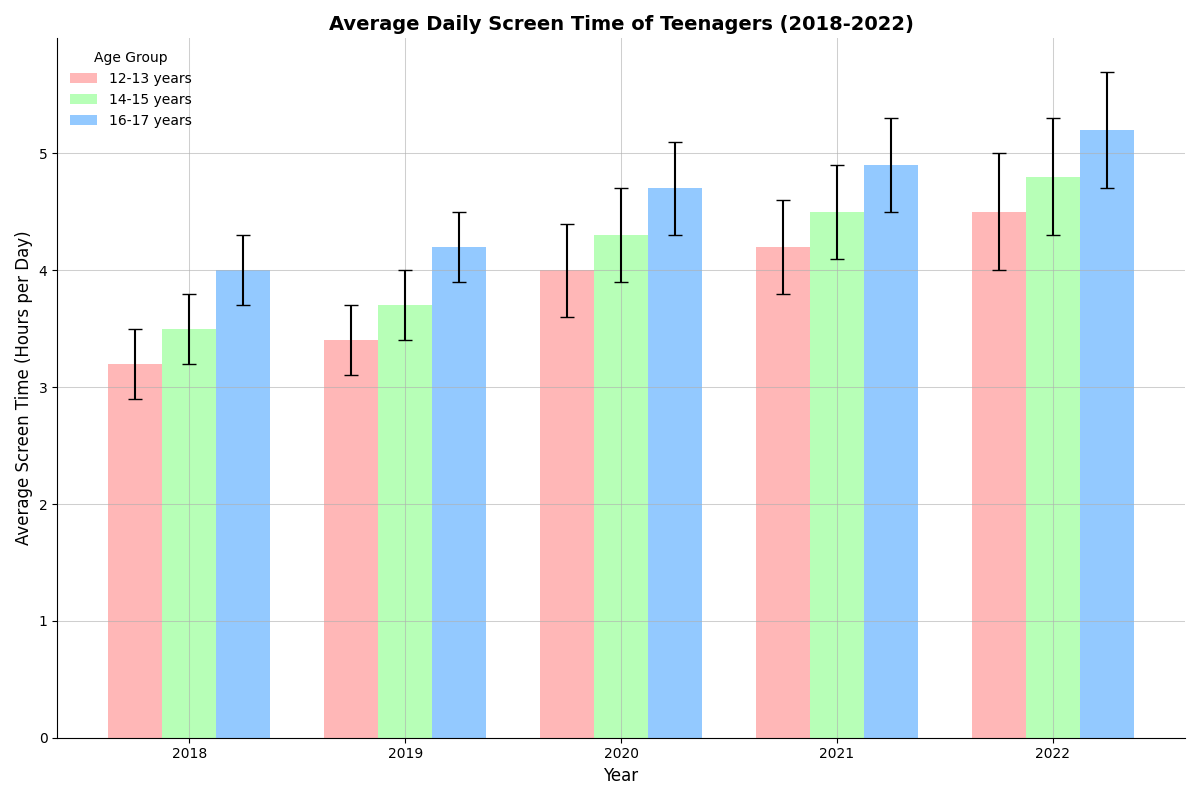 Average Daily Screen Time of Teenagers (2018-2022)
Age Group
12-13 years
14-15 years
16-17 years
Average Screen Time (Hours per Day)
5
4
3
2
1
0
2018 2019 2020 2021 2022
Year